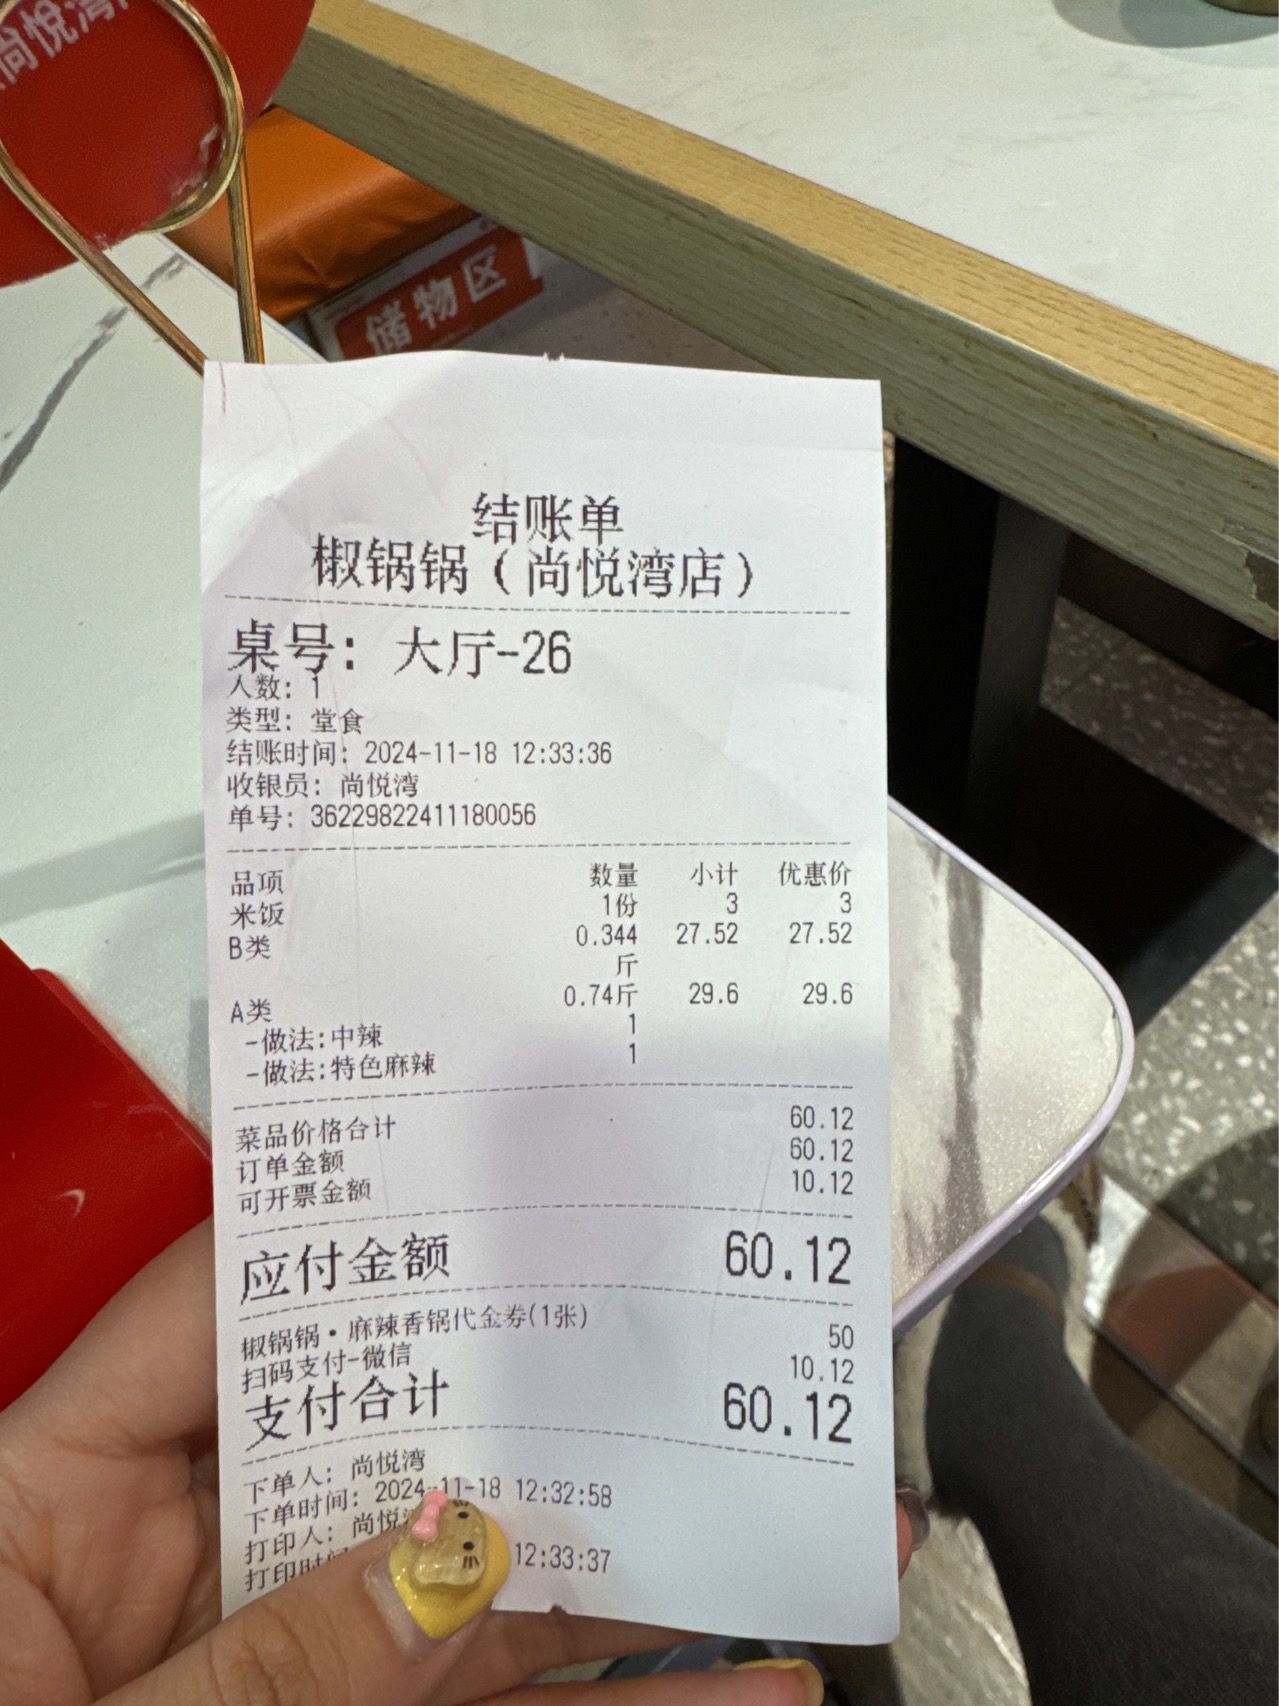 尚悦湾
储物区
结账单
椒锅锅（尚悦湾店）
桌号：大厅-26
人数：1
类型：堂食
结账时间：2024-11-18 12:33:36
收银员：尚悦湾
单号：36229822411180056
品项 数量 小计 优惠价
米饭 1份 3 3
B类 0.344 27.52 27.52
斤
A类 0.74斤 29.6 29.6
-做法:中辣 1
-做法:特色麻辣 1
菜品价格合计 60.12
订单金额 60.12
可开票金额 10.12
应付金额 60.12
椒锅锅·麻辣香锅代金券(1张) 50
扫码支付-微信 10.12
支付合计 60.12
下单人：尚悦湾
下单时间：2024-11-18 12:32:58
打印人：尚悦
打印时间 12:33:37